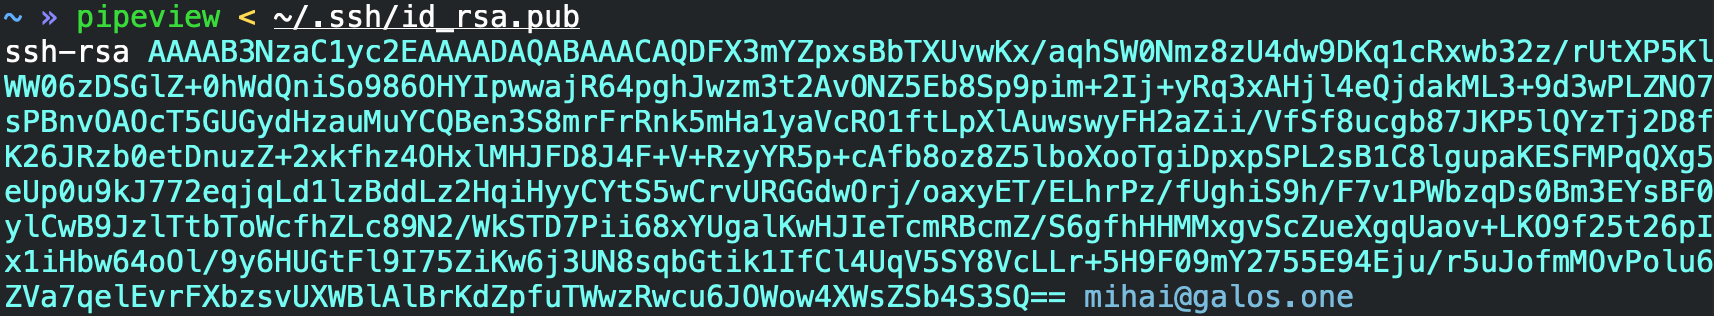 ~ » pipeview < ~/.ssh/id_rsa.pub
ssh-rsa AAAAB3NzaC1yc2EAAAADAQABAAACAQDFX3mYZpxsBbTXUvwKx/aqhSW0Nmz8zU4dw9DKq1cRxwb32z/rUtXP5Kl
WW06zDSGlZ+0hWdQniSo986OHYIpwwajR64pghJwzm3t2AvONZ5Eb8Sp9pim+2Ij+yRq3xAHjl4eQjdakML3+9d3wPLZNO7
sPBnvOAOcT5GUGydHzauMuYCQBen3S8mrFrRnk5mHa1yaVcRO1ftLpXlAuwswyFH2aZii/VfSf8ucgb87JKP5lQYzTj2D8f
K26JRzb0etDnuzZ+2xkfhz4OHxlMHJFD8J4F+V+RzyYR5p+cAfb8oz8Z5lboXooTgiDpxpSPL2sB1C8lgupaKESFMPqQXg5
eUp0u9kJ772eqjqLd1lzBddLz2HqiHyyCYtS5wCrvURGGdwOrj/oaxyET/ELhrPz/fUghiS9h/F7v1PWbzqDs0Bm3EYsBF0
ylCwB9JzlTtbToWcfhZLc89N2/WkSTD7Pii68xYUgalKwHJIeTcmRBcmZ/S6gfhHHMMxgvScZueXgqUaov+LKO9f25t26pI
x1iHbw64oOl/9y6HUGtFl9I75ZiKw6j3UN8sqbGtik1IfCl4UqV5SY8VcLLr+5H9F09mY2755E94Eju/r5uJofmMOvPolu6
ZVa7qelEvrFXbzsvUXWBlAlBrKdZpfuTWwzRwcu6JOWow4XWsZSb4S3SQ== mihai@galos.one